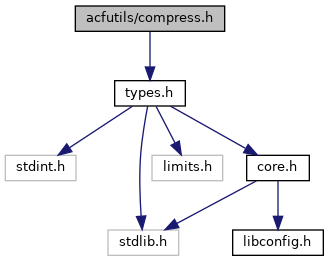 acfutils/compress.h
types.h
stdint.h
limits.h
core.h
stdlib.h
libconfig.h